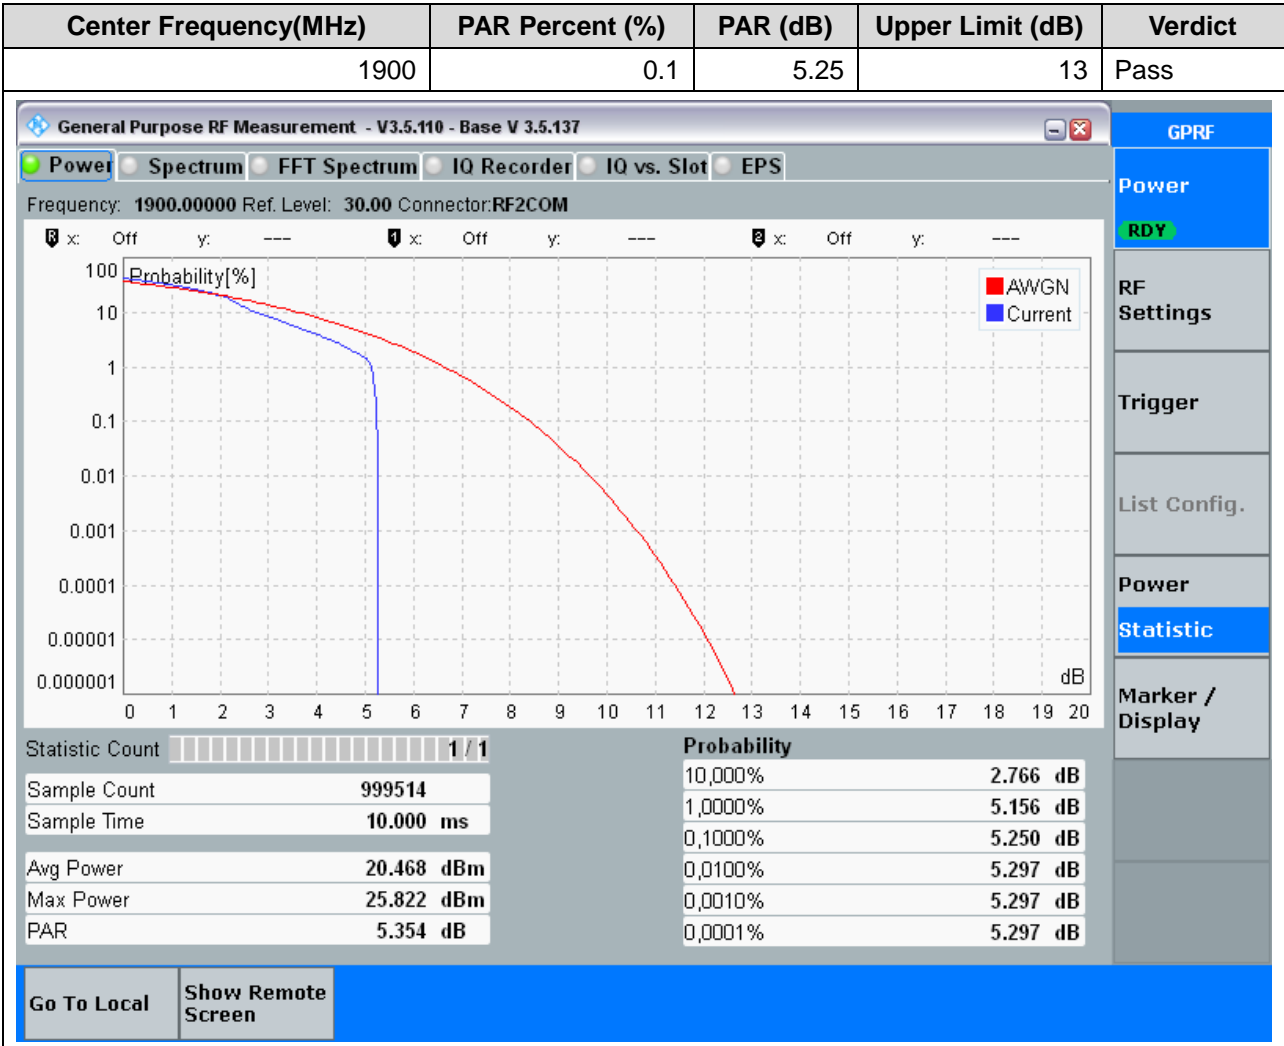 Center Frequency(MHz) PAR Percent (%) PAR (dB) Upper Limit (dB) Verdict
1900 0.1 5.25 13 Pass
General Purpose RF Measurement - V3.5.110 - Base V 3.5.137
GPRF
Power Spectrum FFT Spectrum IQ Recorder IQ vs. Slot EPS
Frequency: 1900.00000 Ref. Level: 30.00 Connector:RF2COM
R x: Off y: --- 1 x: Off y: --- 2 x: Off y: ---
Probability[%]
AWGN
Current
100
10
1
0.1
0.01
0.001
0.0001
0.00001
0.000001
dB
0 1 2 3 4 5 6 7 8 9 10 11 12 13 14 15 16 17 18 19 20
Statistic Count 1 / 1
Sample Count 999514
Sample Time 10.000 ms
Avg Power 20.468 dBm
Max Power 25.822 dBm
PAR 5.354 dB
Probability
10,000% 2.766 dB
1,0000% 5.156 dB
0,1000% 5.250 dB
0,0100% 5.297 dB
0,0010% 5.297 dB
0,0001% 5.297 dB
Power
RDY
RF
Settings
Trigger
List Config.
Power
Statistic
Marker /
Display
Go To Local
Show Remote
Screen